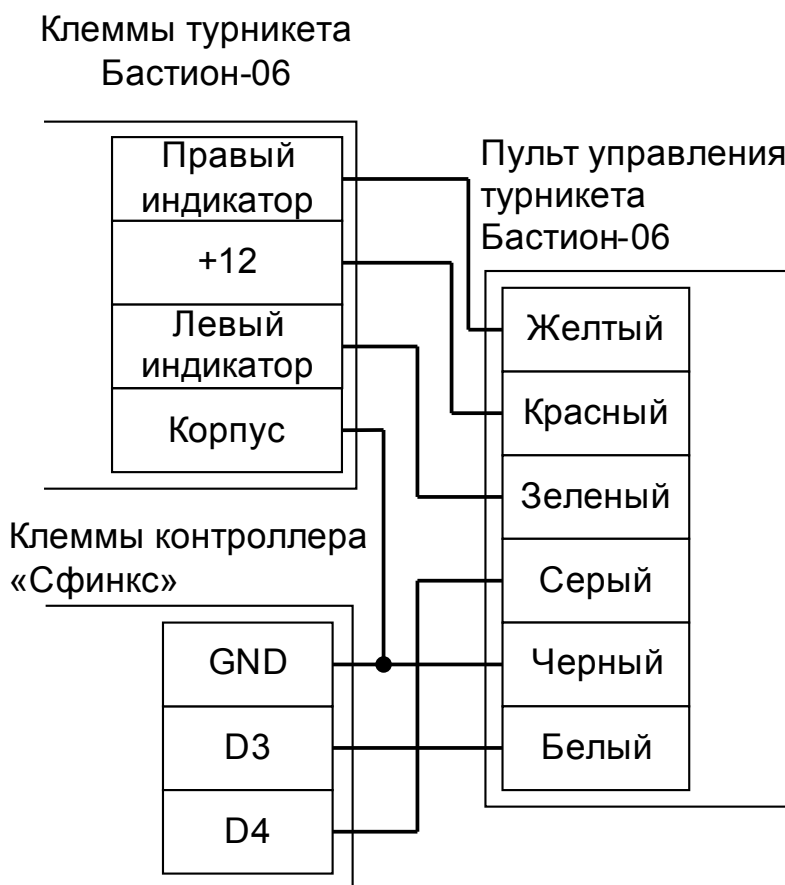 Клеммы турникета
Бастион-06
Правый
индикатор
+12
Левый
индикатор
Корпус
Пульт управления
турникета
Бастион-06
Желтый
Красный
Зеленый
Серый
Черный
Белый
Клеммы контроллера
«Сфинкс»
GND
D3
D4